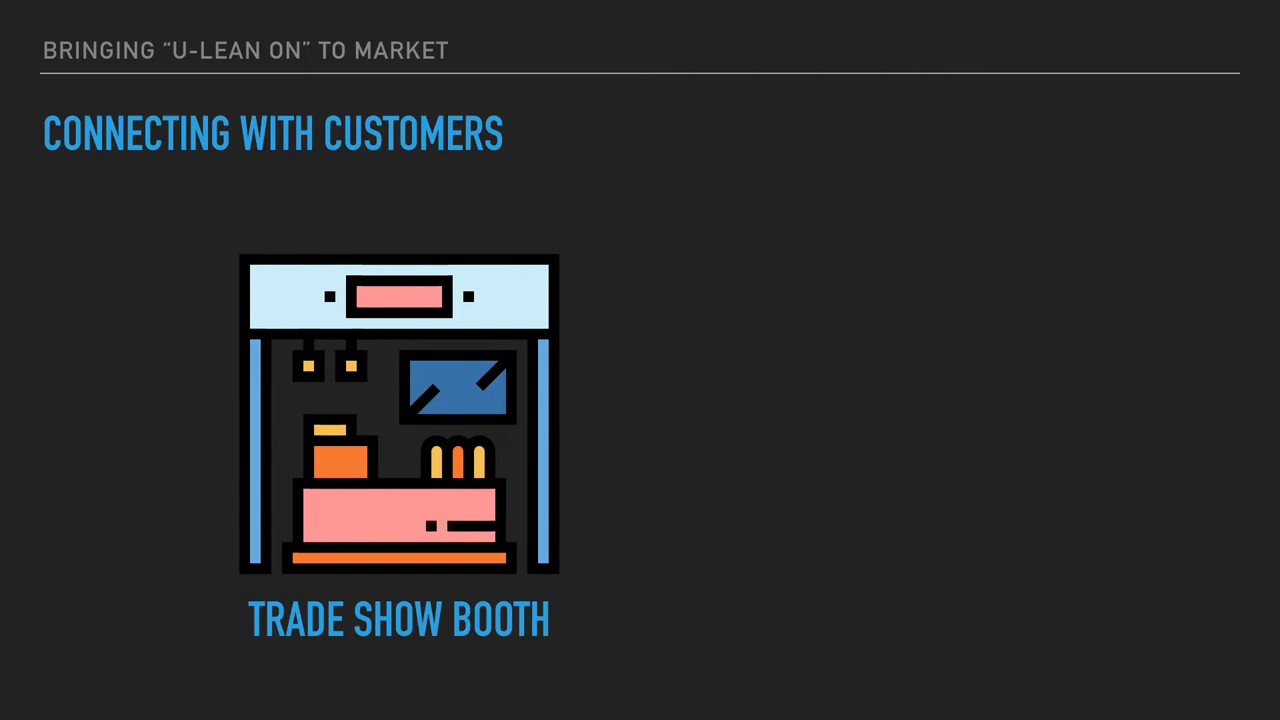 BRINGING “U-LEAN ON” TO MARKET
CONNECTING WITH CUSTOMERS
TRADE SHOW BOOTH